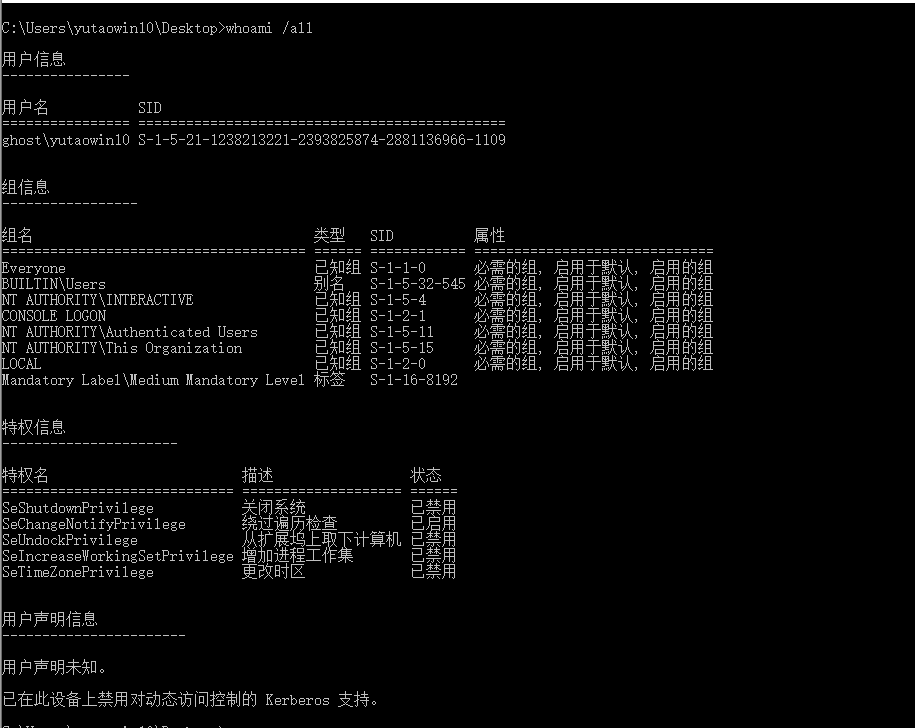 C:\Users\yutaowin10\Desktop>whoami /all
用户信息
----------------
用户名 SID
================ ==============================================
ghost\yutaowin10 S-1-5-21-1238213221-2393825874-2881136966-1109
组信息
-----------------
组名 类型 SID 属性
====================================== ====== ============ ==============================
Everyone 已知组 S-1-1-0 必需的组, 启用于默认, 启用的组
BUILTIN\Users 别名 S-1-5-32-545 必需的组, 启用于默认, 启用的组
NT AUTHORITY\INTERACTIVE 已知组 S-1-5-4 必需的组, 启用于默认, 启用的组
CONSOLE LOGON 已知组 S-1-2-1 必需的组, 启用于默认, 启用的组
NT AUTHORITY\Authenticated Users 已知组 S-1-5-11 必需的组, 启用于默认, 启用的组
NT AUTHORITY\This Organization 已知组 S-1-5-15 必需的组, 启用于默认, 启用的组
LOCAL 已知组 S-1-2-0 必需的组, 启用于默认, 启用的组
Mandatory Label\Medium Mandatory Level 标签 S-1-16-8192
特权信息
----------------------
特权名 描述 状态
============================= ==================== ======
SeShutdownPrivilege 关闭系统 已禁用
SeChangeNotifyPrivilege 绕过遍历检查 已启用
SeUndockPrivilege 从扩展坞上取下计算机 已禁用
SeIncreaseWorkingSetPrivilege 增加进程工作集 已禁用
SeTimeZonePrivilege 更改时区 已禁用
用户声明信息
-----------------------
用户声明未知。
已在此设备上禁用对动态访问控制的 Kerberos 支持。